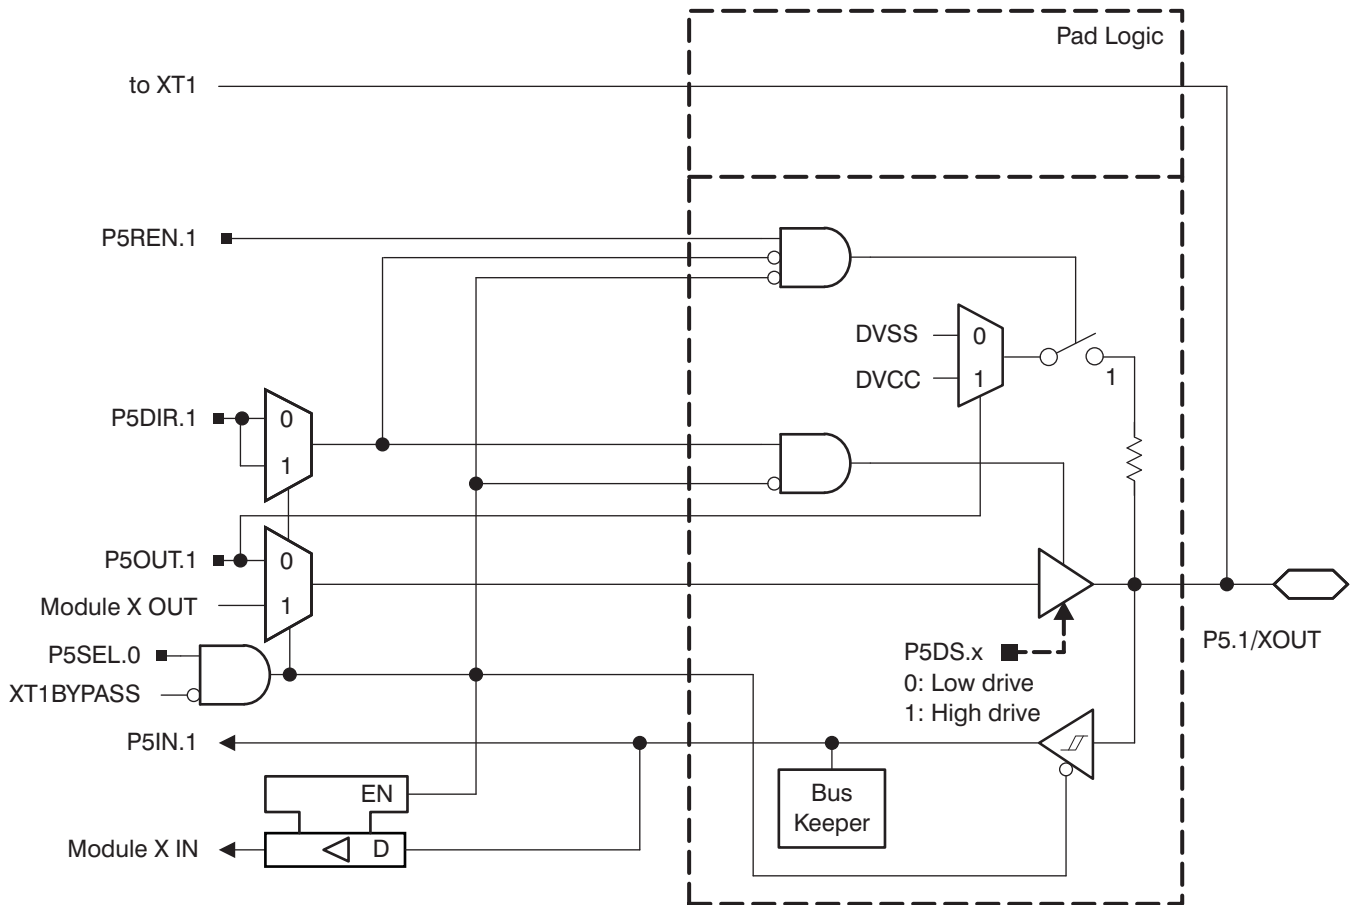 Pad Logic
to XT1
P5REN.1
DVSS
0
DVCC
1
1
P5DIR.1
0
1
P5OUT.1
0
Module X OUT
1
P5SEL.0
XT1BYPASS
P5DS.x
0: Low drive
1: High drive
P5.1/XOUT
P5IN.1
EN
Bus
Keeper
Module X IN
D